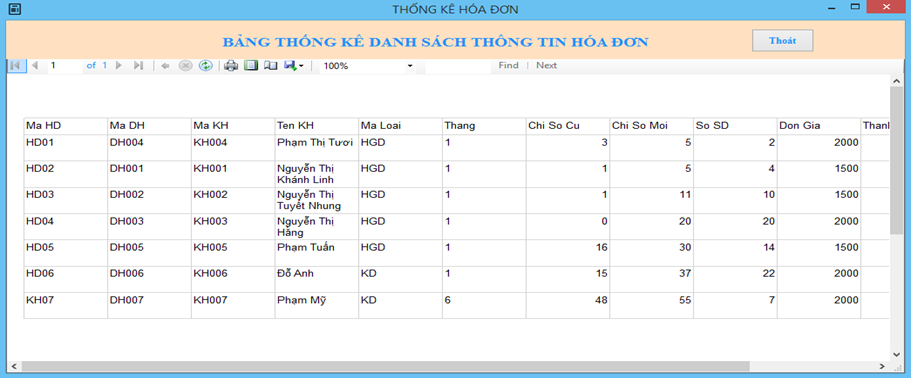 THỐNG KÊ HÓA ĐƠN
BẢNG THỐNG KÊ DANH SÁCH THÔNG TIN HÓA ĐƠN
Thoát
1 of 1 100% Find | Next
Ma HD Ma DH Ma KH Ten KH Ma Loai Thang Chi So Cu Chi So Moi So SD Don Gia Thanl
HD01 DH004 KH004 Phạm Thị Tươi HGD 1 3 5 2 2000
HD02 DH001 KH001 Nguyễn Thị HGD 1 1 5 4 1500
Khánh Linh
HD03 DH002 KH002 Nguyễn Thị HGD 1 1 11 10 1500
Tuyết Nhung
HD04 DH003 KH003 Nguyễn Thị HGD 1 0 20 20 2000
Hằng
HD05 DH005 KH005 Phạm Tuấn HGD 1 16 30 14 1500
HD06 DH006 KH006 Đỗ Anh KD 1 15 37 22 2000
KH07 DH007 KH007 Phạm Mỹ KD 6 48 55 7 2000